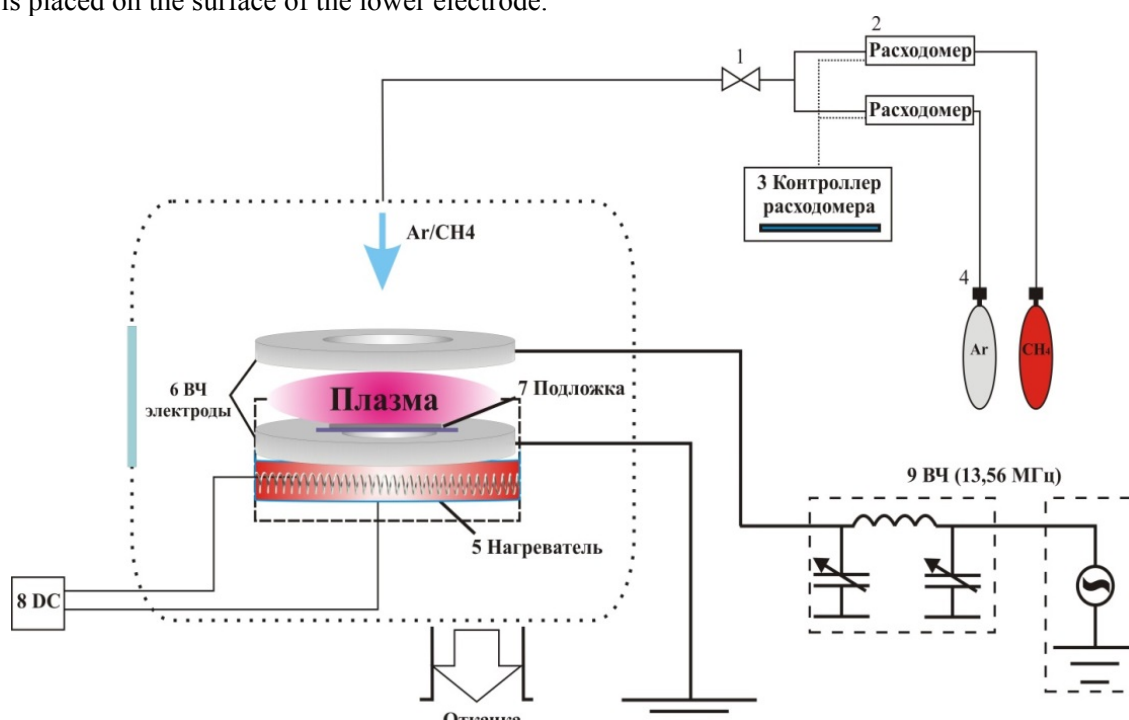 is placed on the surface of the lower electrode.
2
1
Расходомер
Расходомер
3 Контроллер
расходомера
Ar/CH4
4
Ar
CH4
6 ВЧ
электроды
Плазма
7 Подложка
9 ВЧ (13,56 МГц)
5 Нагреватель
8 DC
Откачка